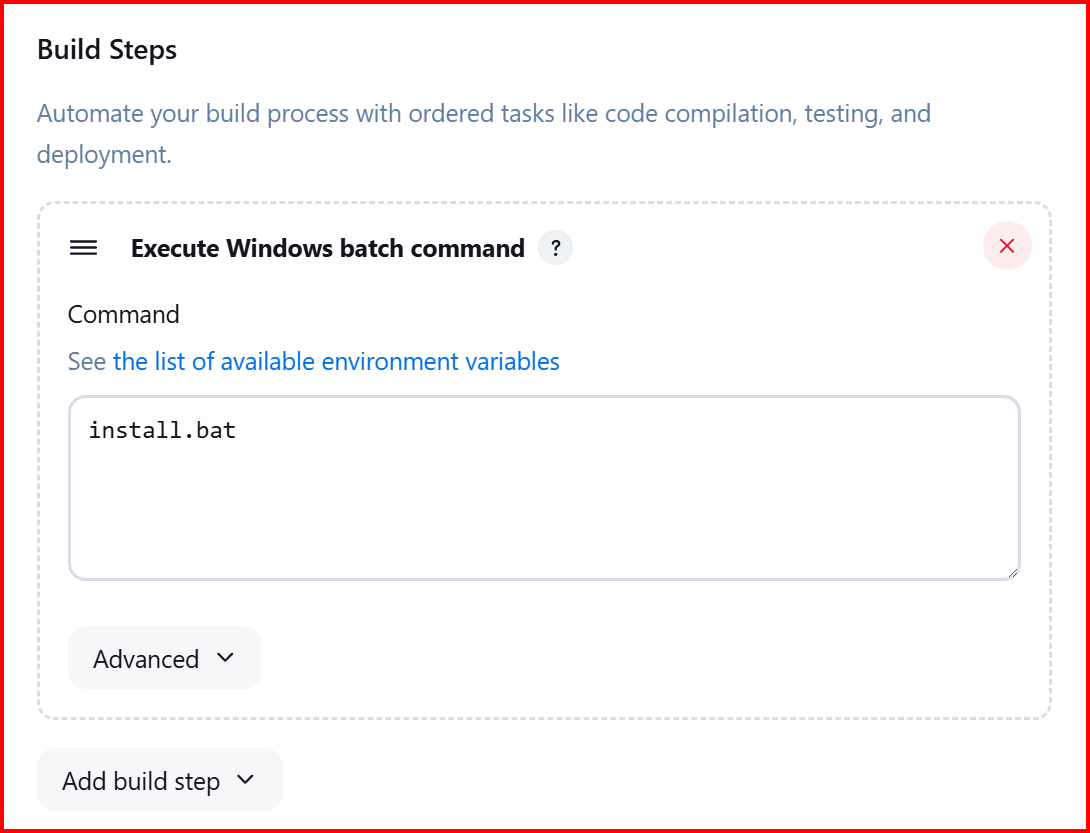 Build Steps
Automate your build process with ordered tasks like code compilation, testing, and
deployment.
Execute Windows batch command ?
Command
See the list of available environment variables
install.bat
Advanced
Add build step